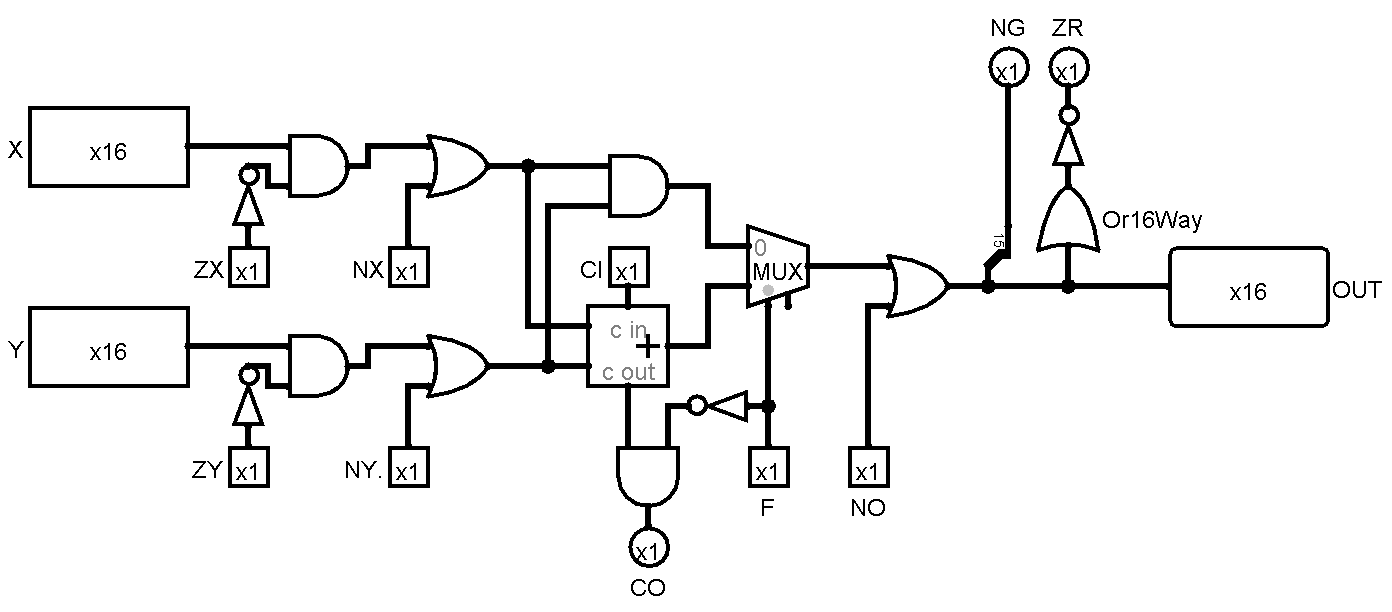 NG ZR
x1 x1
X x16
15
Or16Way
ZX x1
NX x1
CI x1
0
MUX
x16 OUT
c in
+
c out
Y x16
ZY x1
NY. x1
x1
F
x1
NO
x1
CO